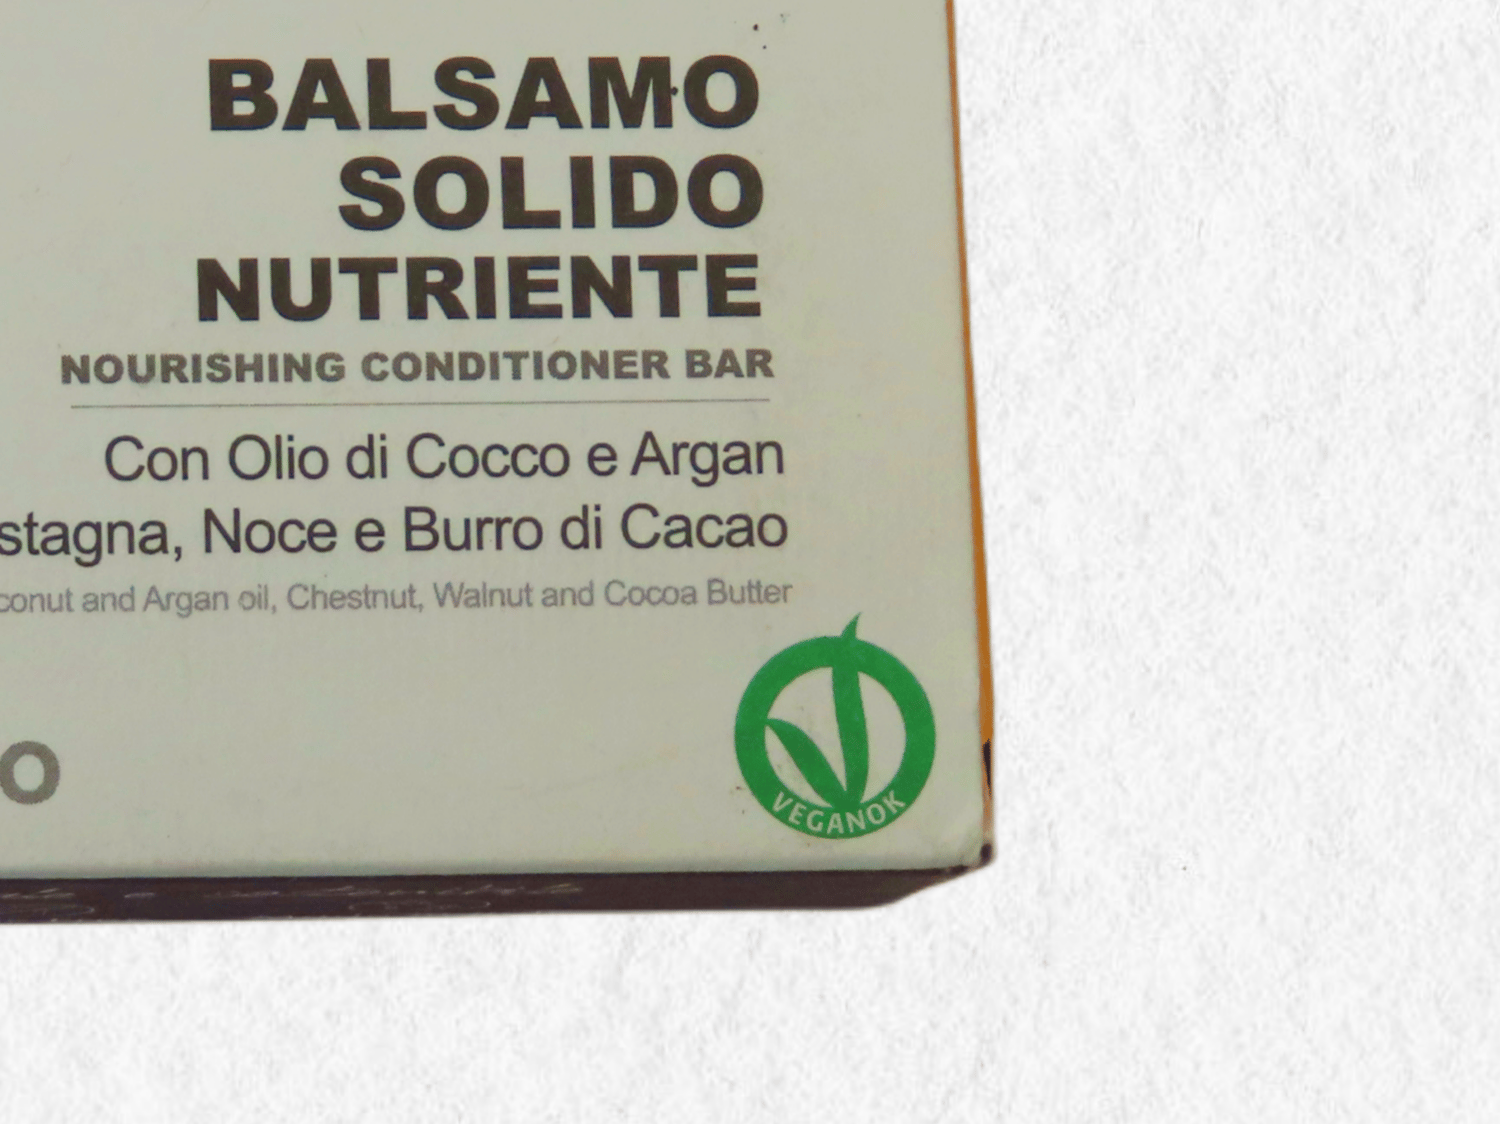 BALSAMO
SOLIDO
NUTRIENTE
NOURISHING CONDITIONER BAR
Con Olio di Cocco e Argan
stagna, Noce e Burro di Cacao
conut and Argan oil, Chestnut, Walnut and Cocoa Butter
O
VEGANOK